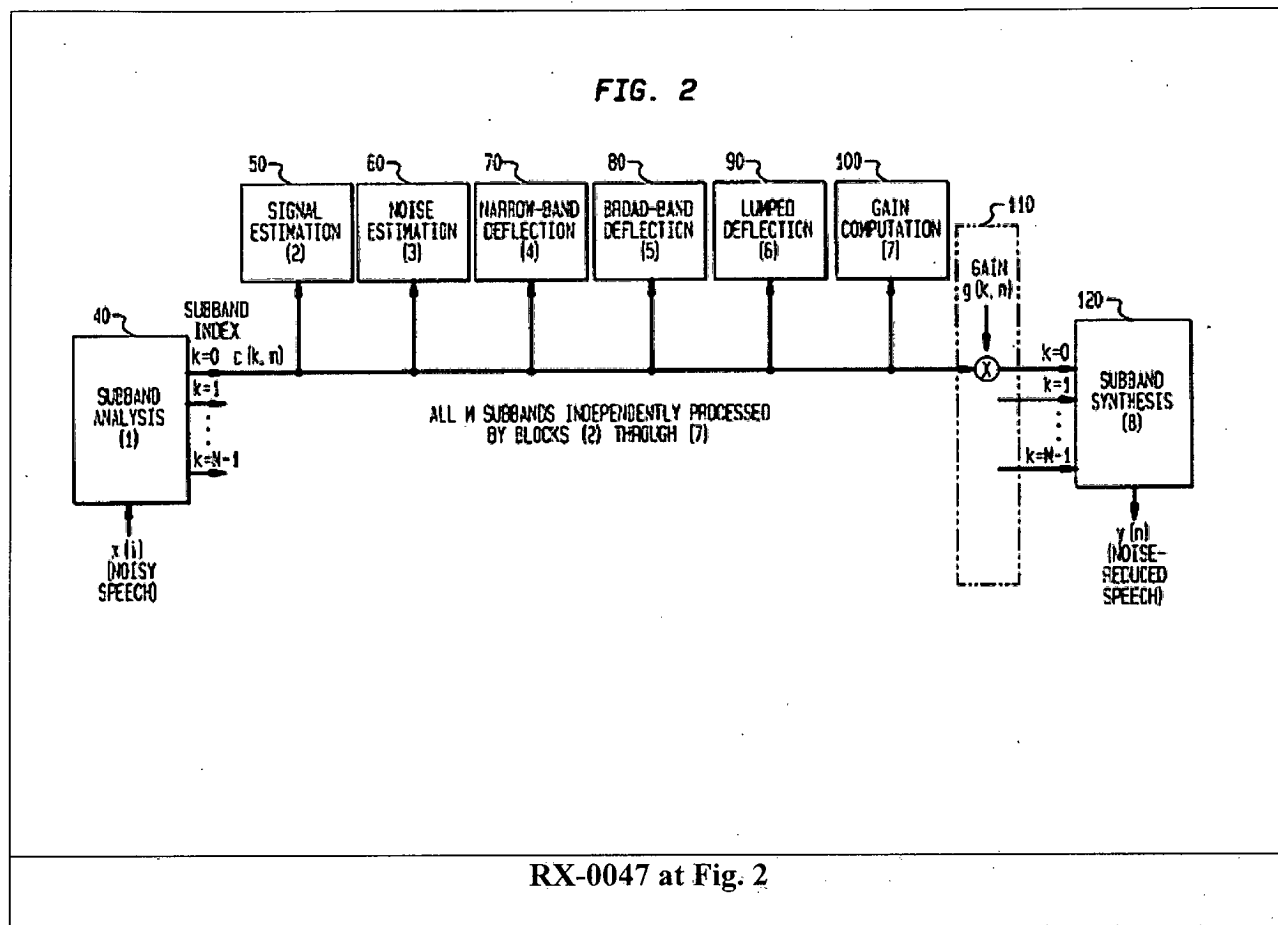 FIG. 2
50
60
70
80
90
100
SIGNAL
ESTIMATION
(2)
NOISE
ESTIMATION
(3)
NARROW-BAND
DEFLECTION
(4)
BROAD-BAND
DEFLECTION
(5)
LUMPED
DEFLECTION
(6)
GAIN
COMPUTATION
(7)
110
GAIN
g(k,n)
120
40
SUBBAND
INDEX
k=0 c(k,n)
k=1
k=N-1
SUBBAND
ANALYSIS
(1)
X
k=0
k=1
k=N-1
SUBBAND
SYNTHESIS
(8)
ALL M SUBBANDS INDEPENDENTLY PROCESSED
BY BLOCKS (2) THROUGH (7)
x(i)
(NOISY
SPEECH)
y(n)
(NOISE-
REDUCED
SPEECH)
RX-0047 at Fig. 2